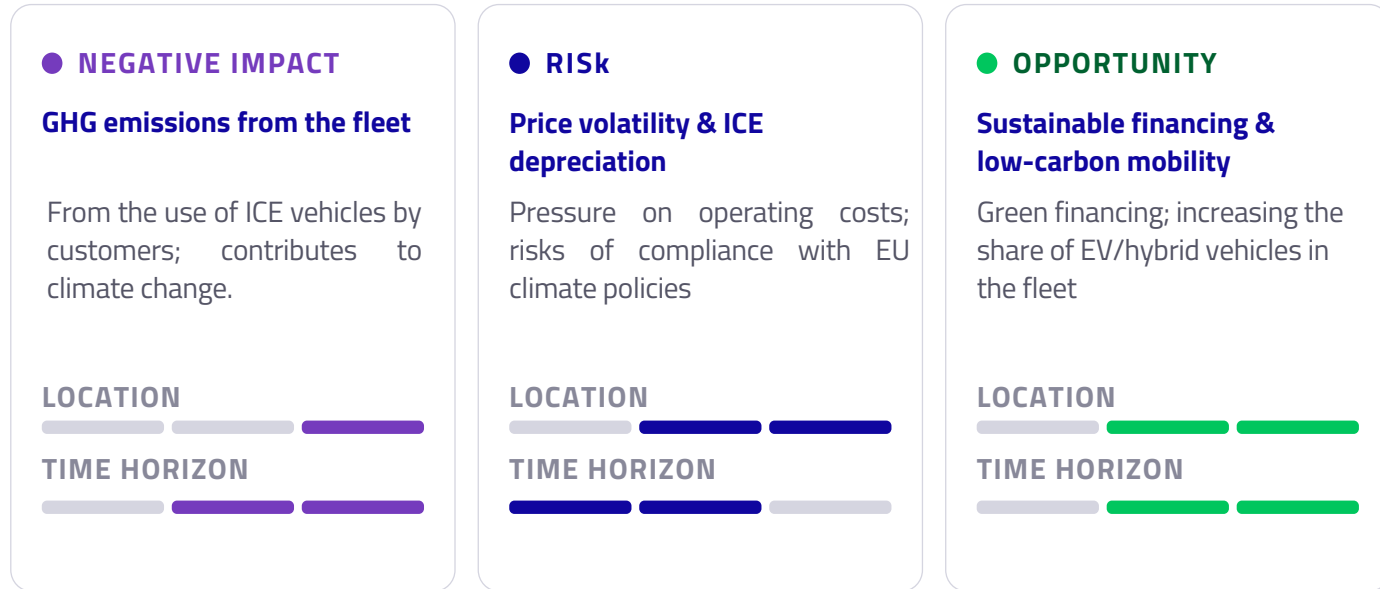 NEGATIVE IMPACT
GHG emissions from the fleet
From the use of ICE vehicles by
customers; contributes to
climate change.
LOCATION
TIME HORIZON
RISk
Price volatility & ICE
depreciation
Pressure on operating costs;
risks of compliance with EU
climate policies
LOCATION
TIME HORIZON
OPPORTUNITY
Sustainable financing &
low-carbon mobility
Green financing; increasing the
share of EV/hybrid vehicles in
the fleet
LOCATION
TIME HORIZON